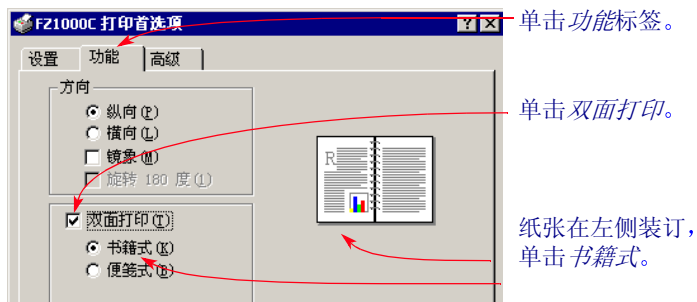 FZ1000C 打印首选项
单击功能标签。
设置 功能 高级
方向
纵向(P)
横向(L)
单击双面打印。
镜象(M)
旋转 180 度(1)
R
双面打印(T)
纸张在左侧装订，
书籍式(K)
单击书籍式。
便笺式(B)